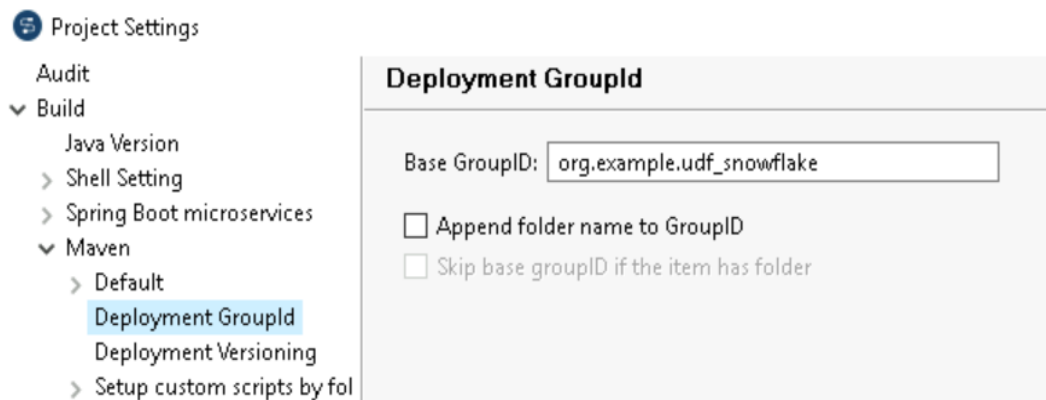 Project Settings
Audit
Build
Java Version
Shell Setting
Spring Boot microservices
Maven
Default
Deployment GroupId
Deployment Versioning
Setup custom scripts by fol
Deployment GroupId
Base GroupID: org.example.udf_snowflake
Append folder name to GroupID
Skip base groupID if the item has folder